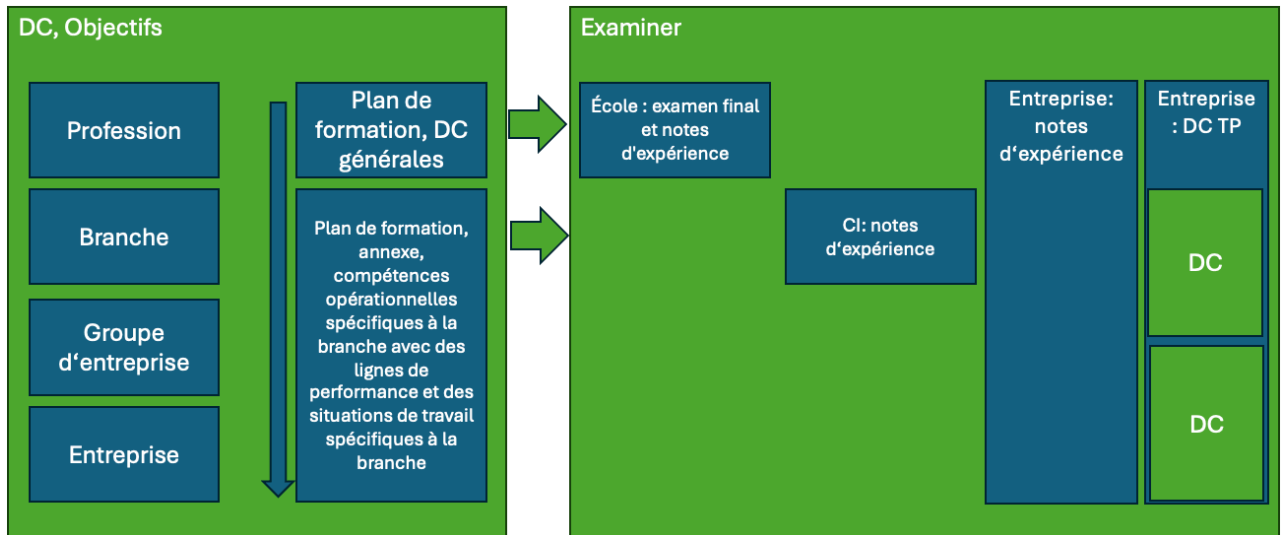 DC, Objectifs
Profession
Branche
Groupe
d‘entreprise
Entreprise
Plan de
formation, DC
générales
Plan de formation,
annexe,
compétences
opérationnelles
spécifiques à la
branche avec des
lignes de
performance et des
situations de travail
spécifiques à la
branche
Examiner
École : examen final
et notes
d'expérience
CI: notes
d'expérience
Entreprise:
notes
d‘expérience
Entreprise
: DC TP
DC
DC